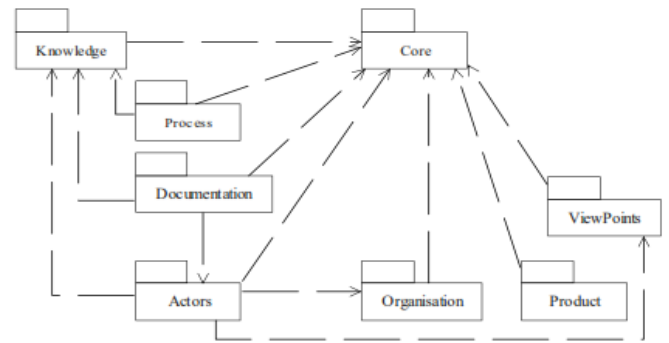 Knowledge
Core
Process
Documentation
ViewPoints
Actors
Organisation
Product